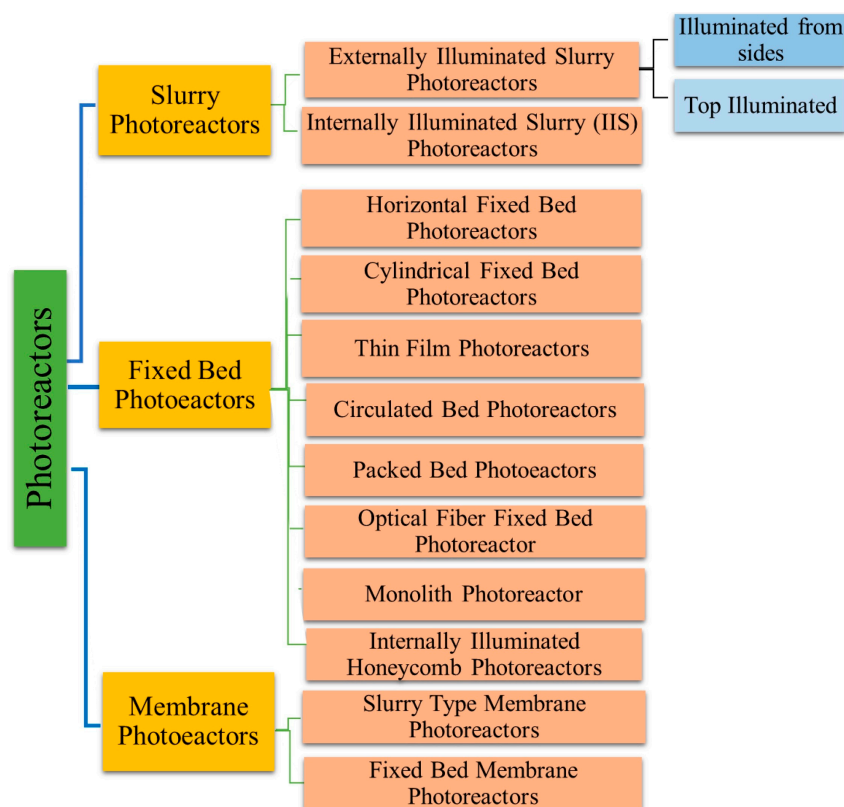 Photoreactors
Slurry
Photoreactors
Externally Illuminated Slurry
Photoreactors
Illuminated from
sides
Top Illuminated
Internally Illuminated Slurry (IIS)
Photoreactors
Fixed Bed
Photoeactors
Horizontal Fixed Bed
Photoreactors
Cylindrical Fixed Bed
Photoreactors
Thin Film Photoreactors
Circulated Bed Photoreactors
Packed Bed Photoeactors
Optical Fiber Fixed Bed
Photoreactor
Monolith Photoreactor
Internally Illuminated
Honeycomb Photoreactors
Membrane
Photoeactors
Slurry Type Membrane
Photoreactors
Fixed Bed Membrane
Photoreactors